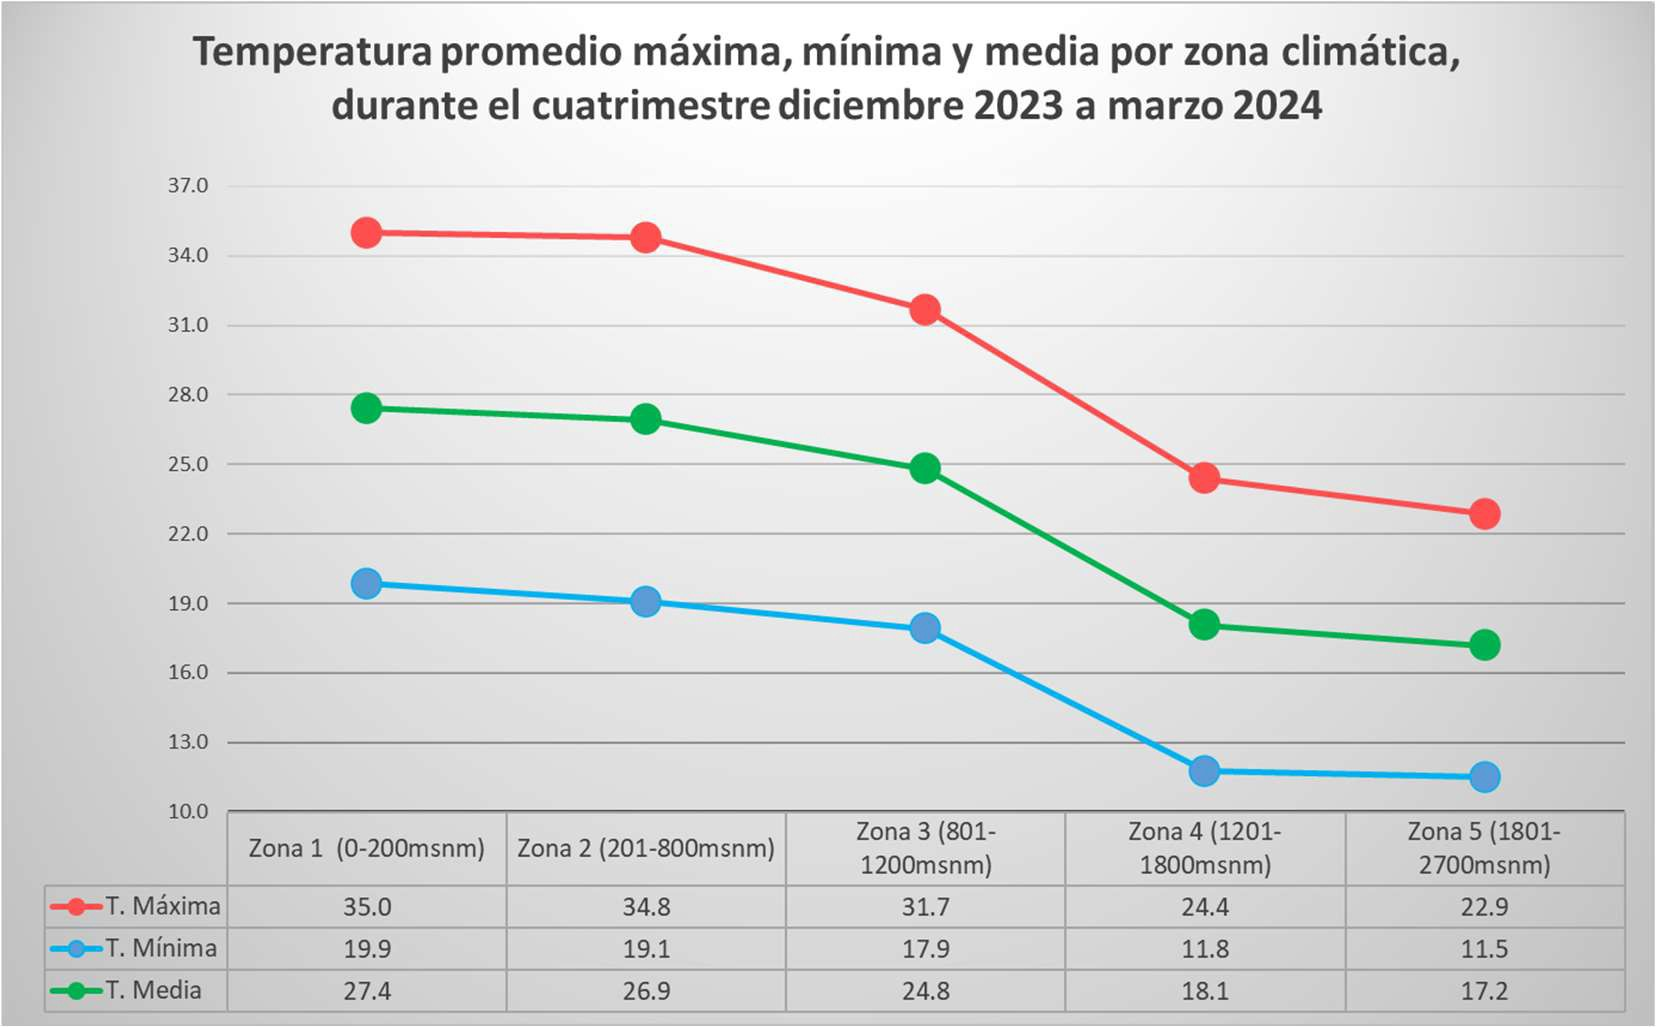 Temperatura promedio máxima, mínima y media por zona climática,
durante el cuatrimestre diciembre 2023 a marzo 2024
37.0
34.0
31.0
28.0
25.0
22.0
19.0
16.0
13.0
10.0
Zona 1 (0-200msnm)
Zona 2 (201-800msnm)
Zona 3 (801-
1200msnm)
Zona 4 (1201-
1800msnm)
Zona 5 (1801-
2700msnm)
T. Máxima 35.0 34.8 31.7 24.4 22.9
T. Mínima 19.9 19.1 17.9 11.8 11.5
T. Media 27.4 26.9 24.8 18.1 17.2